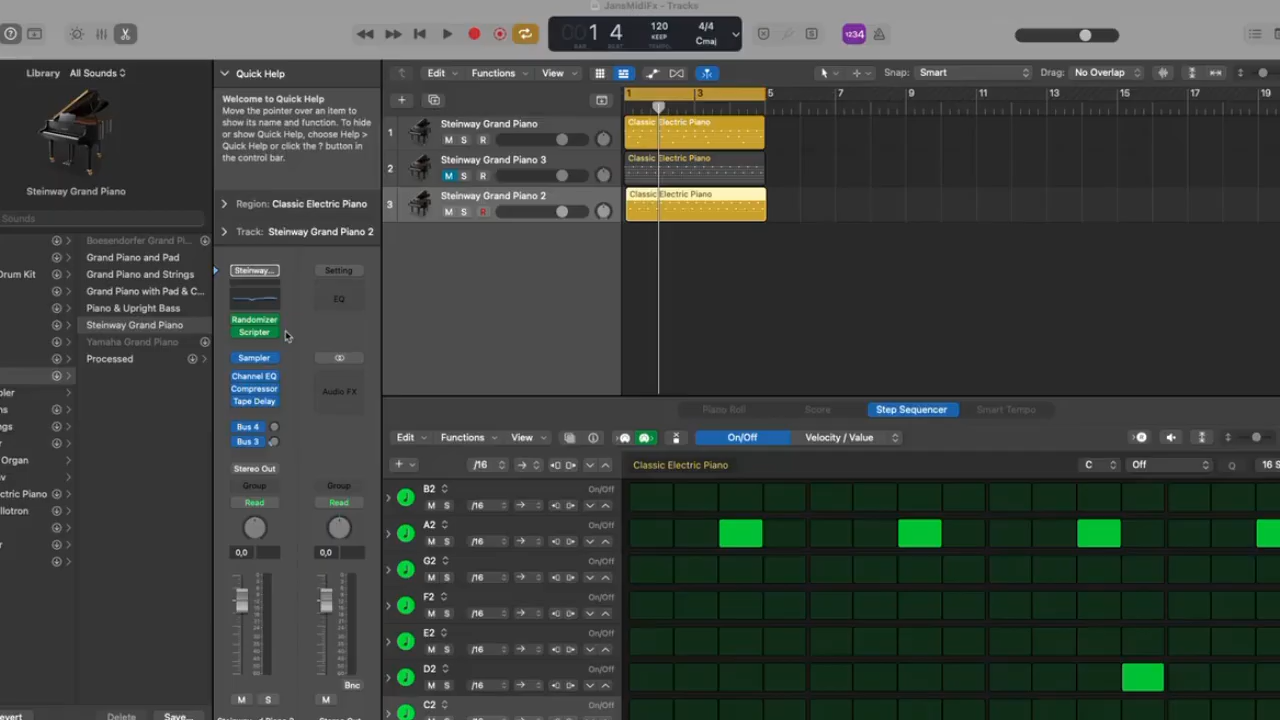 JansMidiFx - Tracks
001 4
BAR BEAT
120
KEEP
TEMPO
4/4
Cmaj
1234
Library All Sounds
Steinway Grand Piano
Sounds
Drum Kit
Organ
ctric Piano
llotron
Boesendorfer Grand Pi...
Grand Piano and Pad
Grand Piano and Strings
Grand Piano with Pad & C...
Piano & Upright Bass
Steinway Grand Piano
Yamaha Grand Piano
Processed
Delete Save...
Quick Help
Welcome to Quick Help
Move the pointer over an item to
show its name and function. To hide
or show Quick Help, choose Help >
Quick Help or click the ? button in
the control bar.
Region: Classic Electric Piano
Track: Steinway Grand Piano 2
Steinway... Setting
EQ
Randomizer
Scripter
Sampler
Channel EQ
Compressor
Tape Delay
Audio FX
Bus 4
Bus 3
Stereo Out
Group Group
Read Read
0,0 0,0
Bnc
M S M
Edit Functions View Snap: Smart Drag: No Overlap
1 3 5 7 9 11 13 15 17 19
1 Steinway Grand Piano
M S R
Classic Electric Piano
2 Steinway Grand Piano 3
M S R
Classic Electric Piano
3 Steinway Grand Piano 2
M S R
Classic Electric Piano
Piano Roll Score Step Sequencer Smart Tempo
Edit Functions View On/Off Velocity / Value
/16 Classic Electric Piano C Off Q 16 S
B2 On/Off
M S /16
A2 On/Off
M S /16
G2 On/Off
M S /16
F2 On/Off
M S /16
E2 On/Off
M S /16
D2 On/Off
M S /16
C2 On/Off